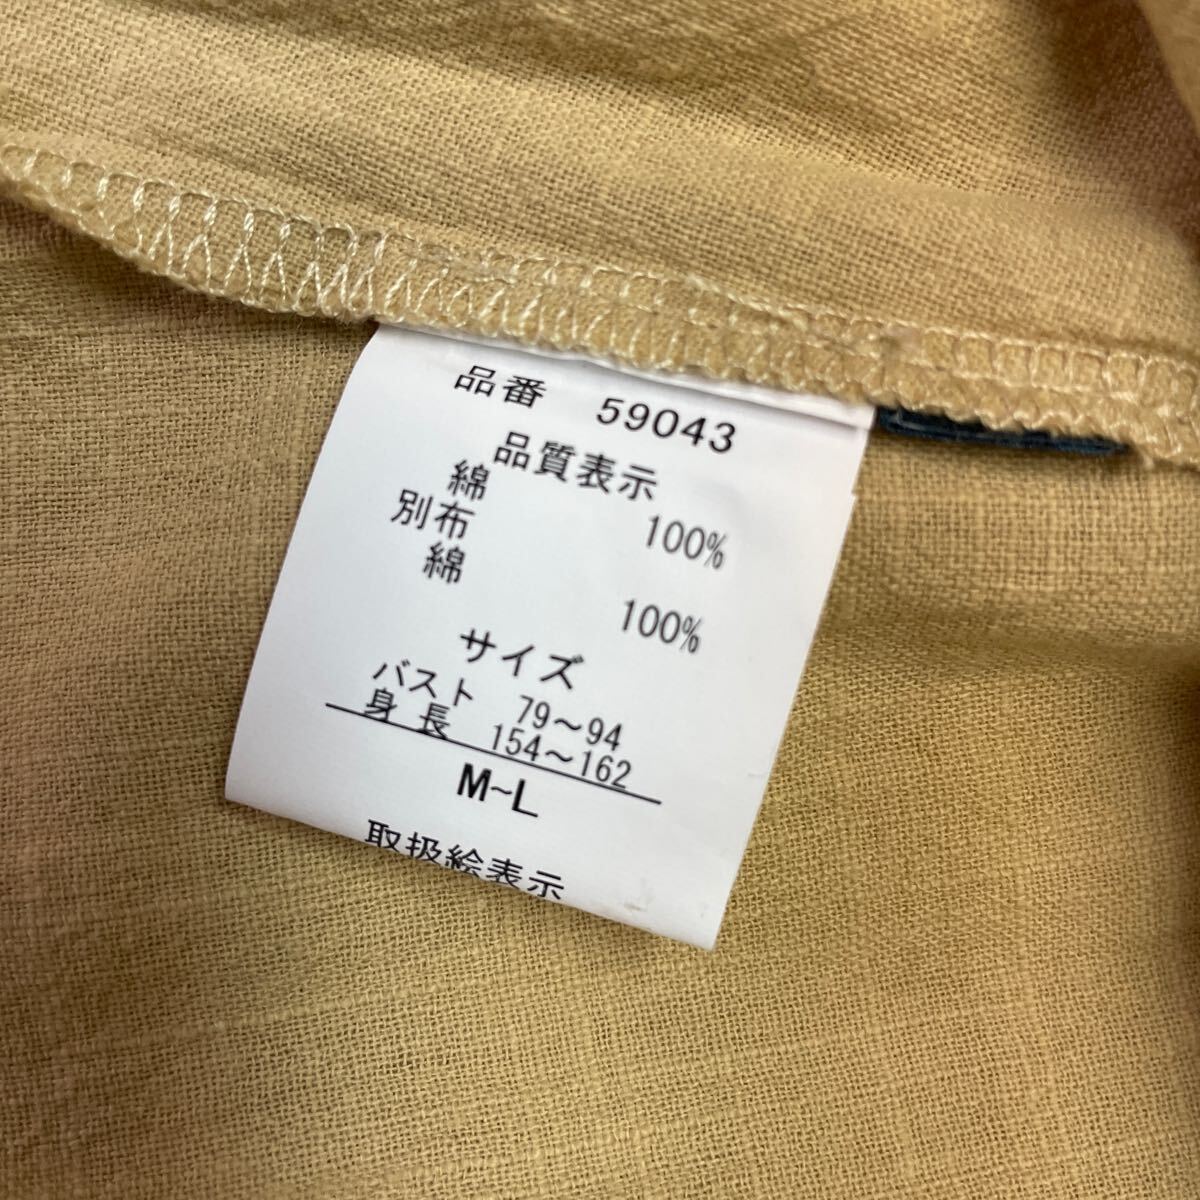 品番 59043
品質表示
綿 100%
別布
綿 100%
サイズ
バスト 79～94
身長 154～162
M~L
取扱絵表示